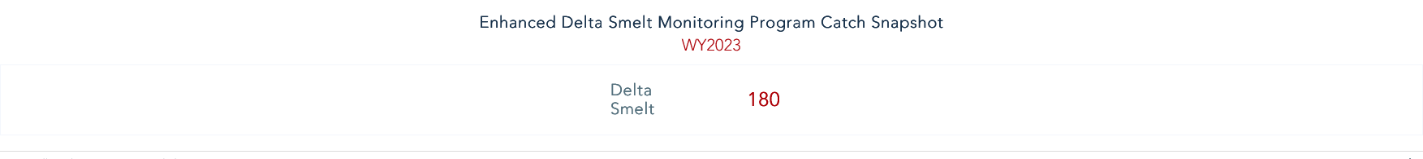 Enhanced Delta Smelt Monitoring Program Catch Snapshot
WY2023
Delta
Smelt
180